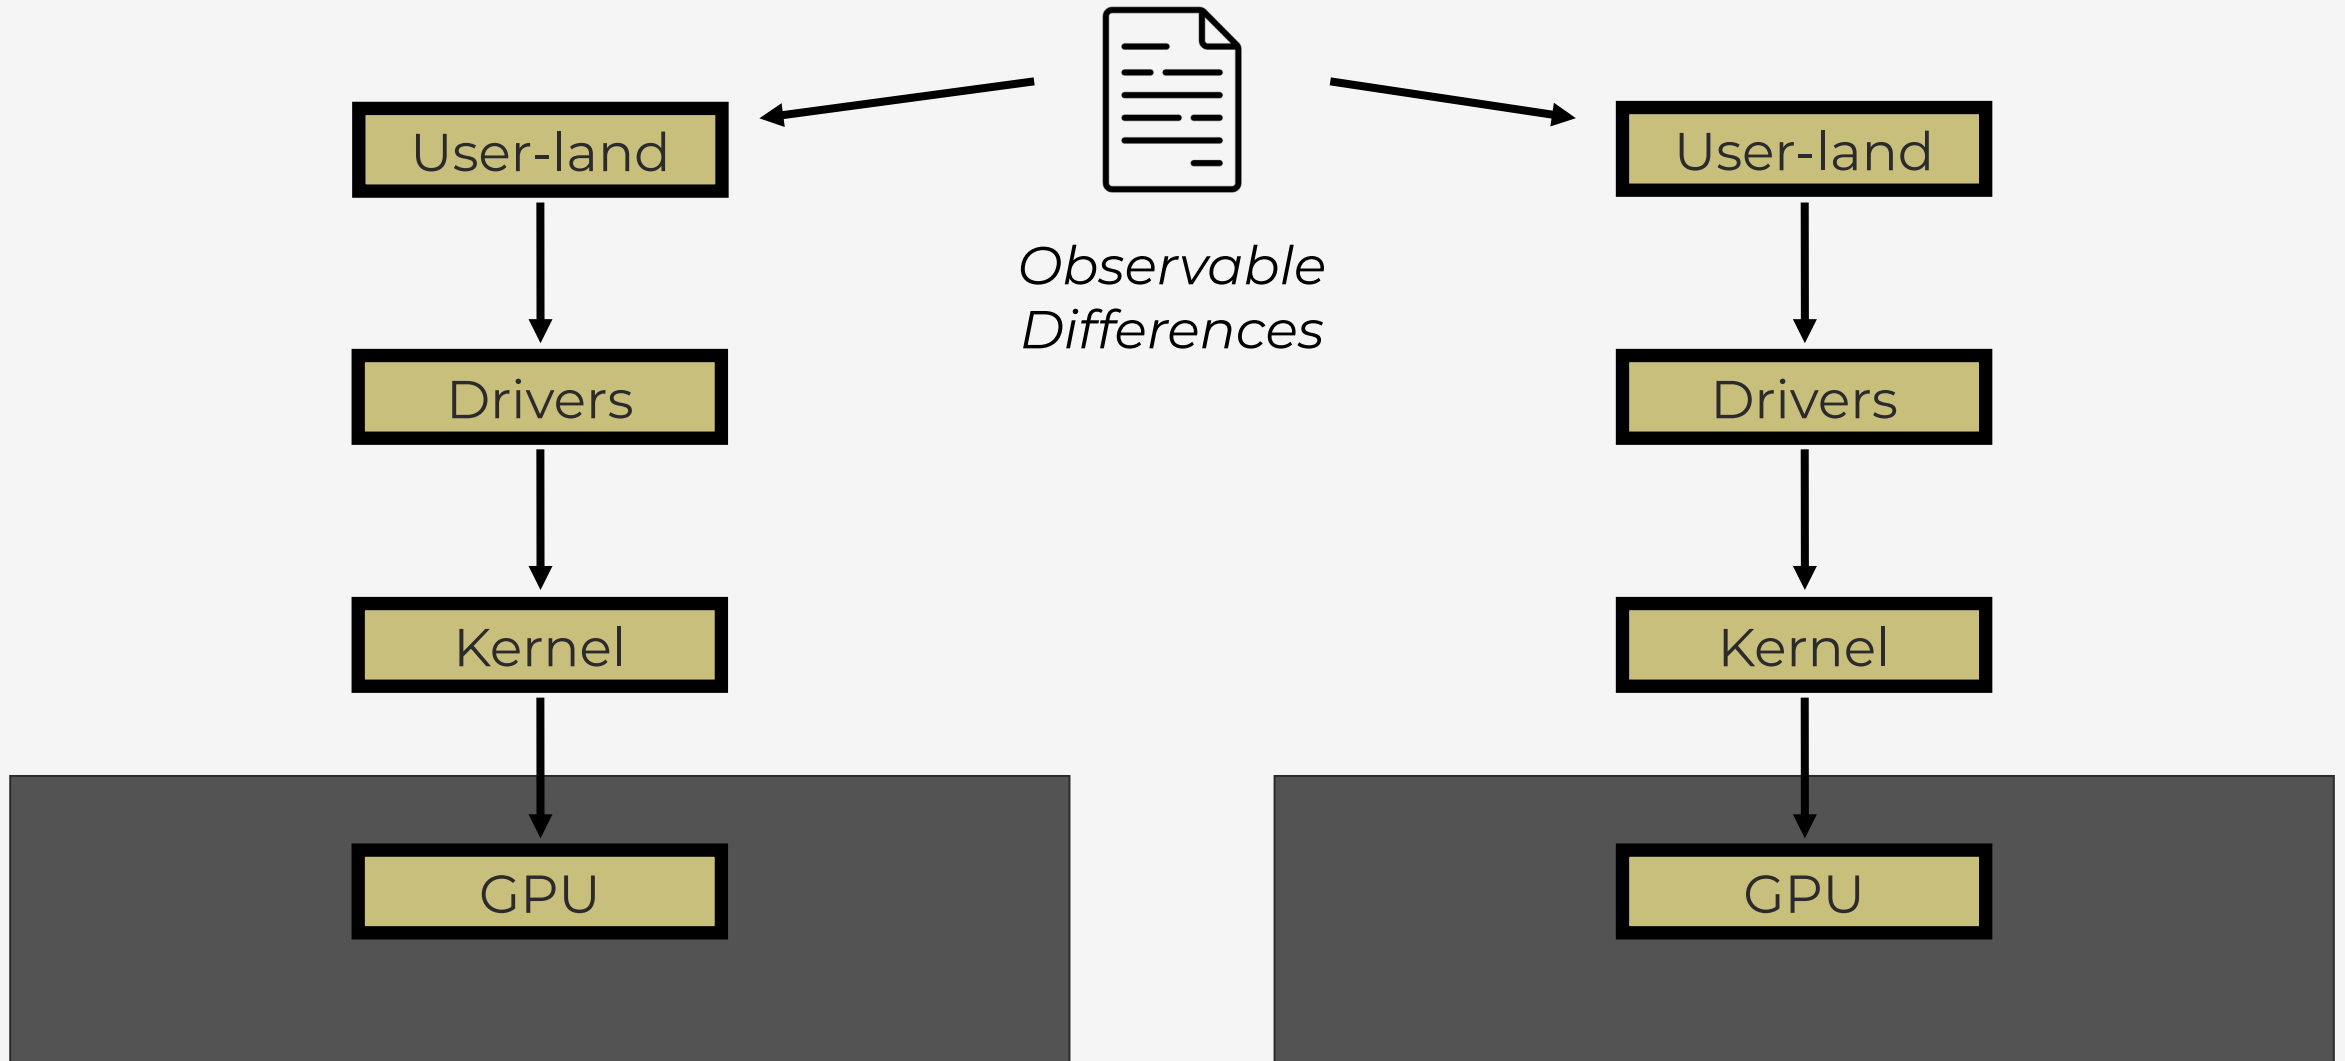 User-land
User-land
Observable
Differences
Drivers
Drivers
Kernel
Kernel
GPU
GPU